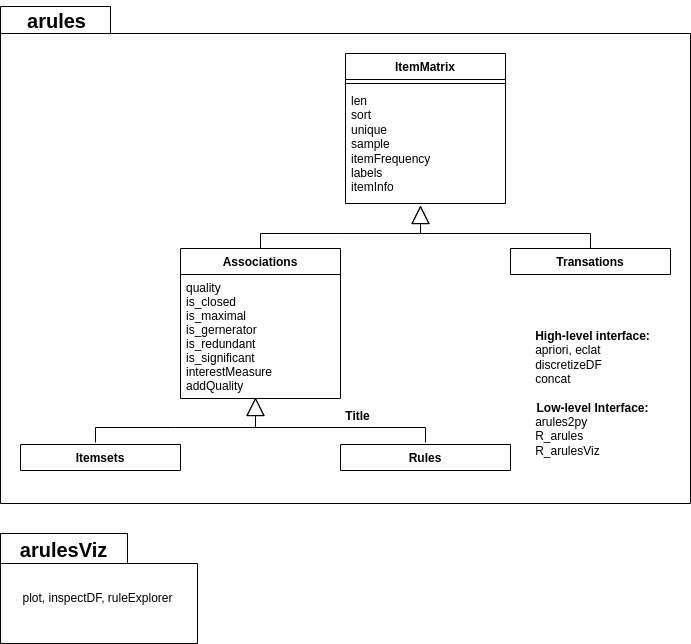 arules
ItemMatrix
len
sort
unique
sample
itemFrequency
labels
itemInfo
Associations
quality
is_closed
is_maximal
is_gernerator
is_redundant
is_significant
interestMeasure
addQuality
Transations
High-level interface:
apriori, eclat
discretizeDF
concat
Low-level Interface:
arules2py
R_arules
R_arulesViz
Title
Itemsets
Rules
arulesViz
plot, inspectDF, ruleExplorer